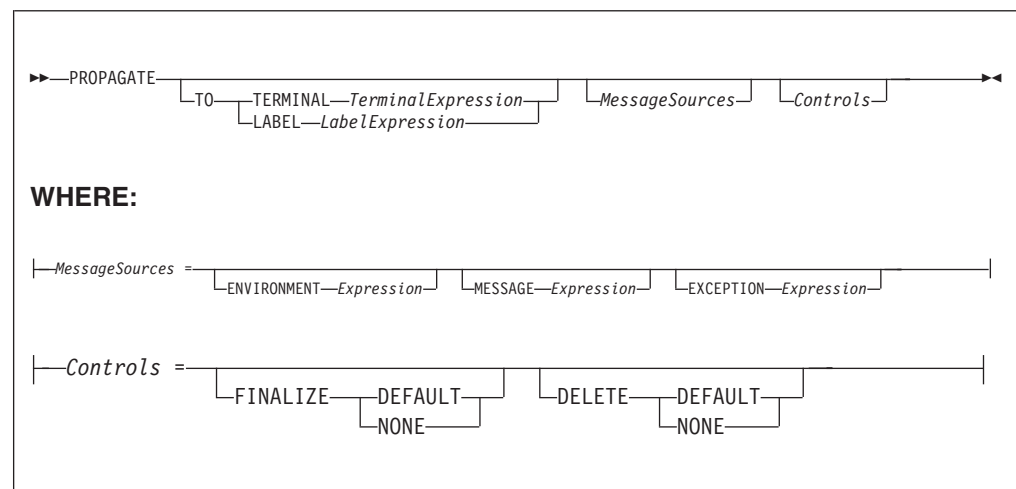 PROPAGATE
TO TERMINAL TerminalExpression MessageSources Controls
LABEL LabelExpression
WHERE:
MessageSources =
ENVIRONMENT Expression MESSAGE Expression EXCEPTION Expression
Controls =
FINALIZE DEFAULT DELETE DEFAULT
NONE NONE